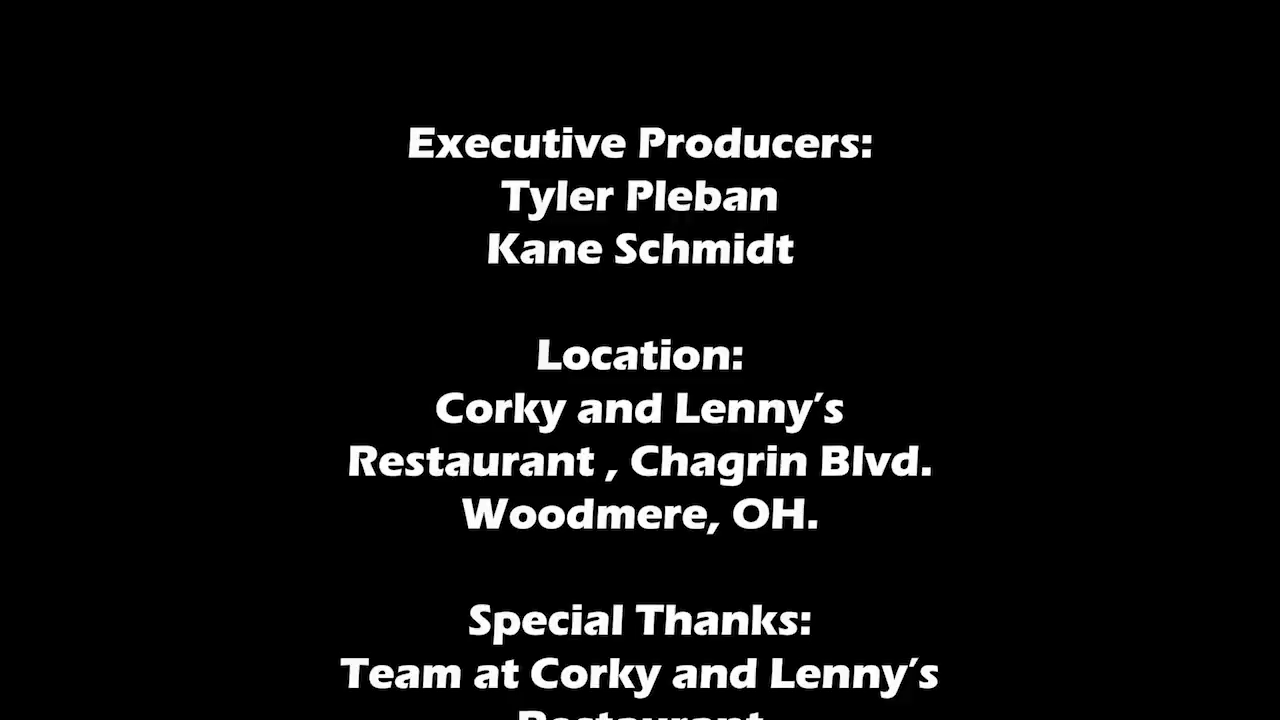 Executive Producers:
Tyler Pleban
Kane Schmidt
Location:
Corky and Lenny’s
Restaurant , Chagrin Blvd.
Woodmere, OH.
Special Thanks:
Team at Corky and Lenny’s
Restaurant